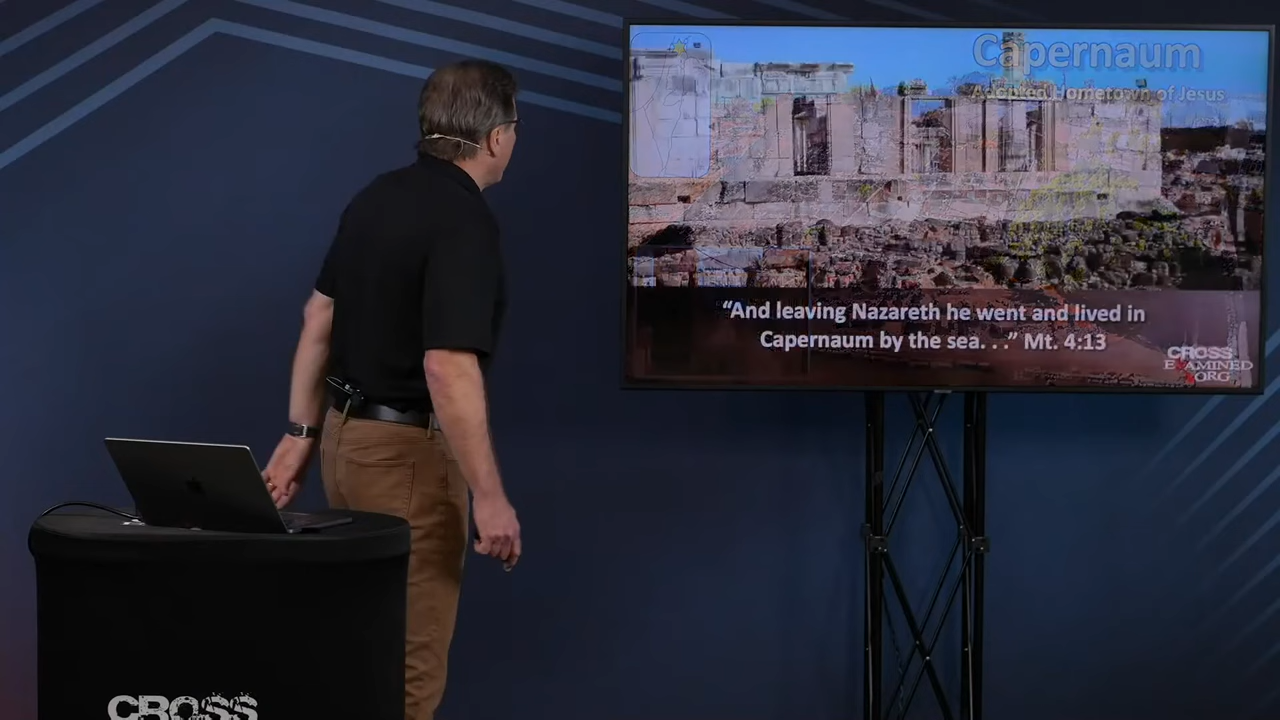 Capernaum
Adopted Hometown of Jesus
“And leaving Nazareth he went and lived in
Capernaum by the sea. . .” Mt. 4:13
CROSS
EXAMINED
.ORG
CROSS